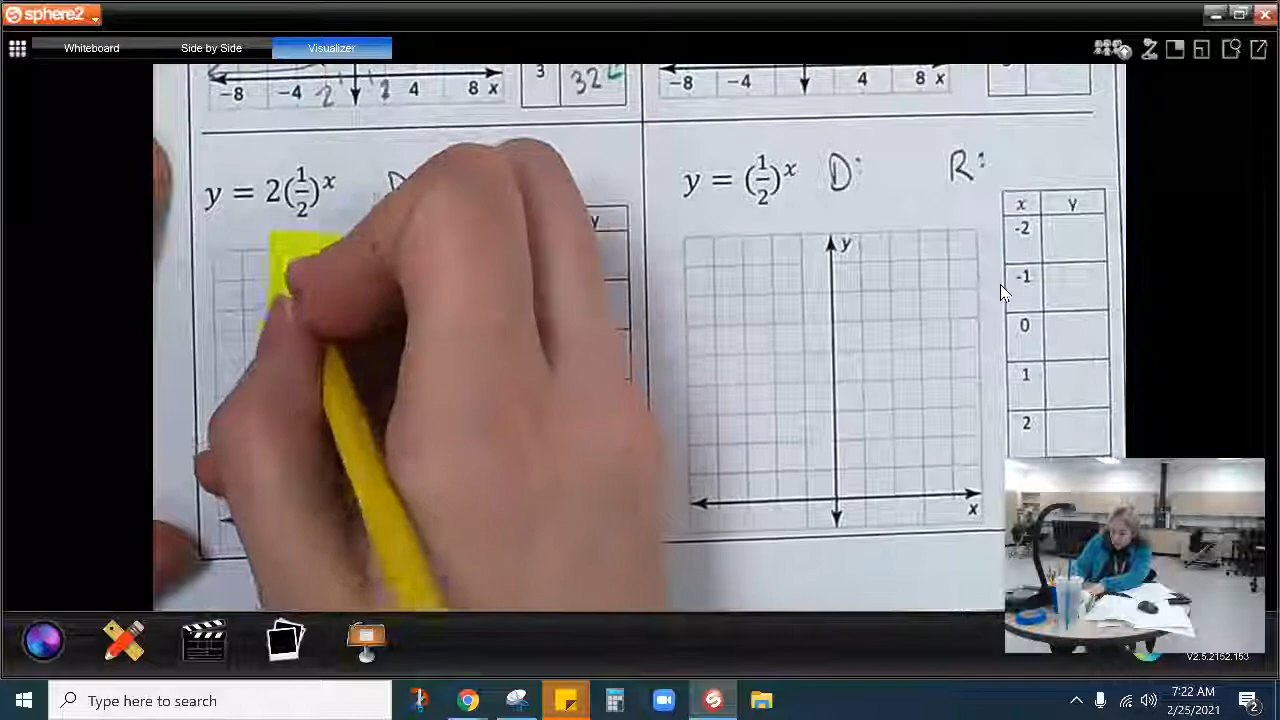 sphere2
Whiteboard Side by Side Visualizer
-8 -4 2 2 4 8 x
3 32
-8 -4 4 8 x
y = 2(1/2)^x D
y
y = (1/2)^x D: R:
x y
-2
-1
0
1
2
y
x
V2.5.2152.163
Type here to search
7:22 AM
2/25/2021
2